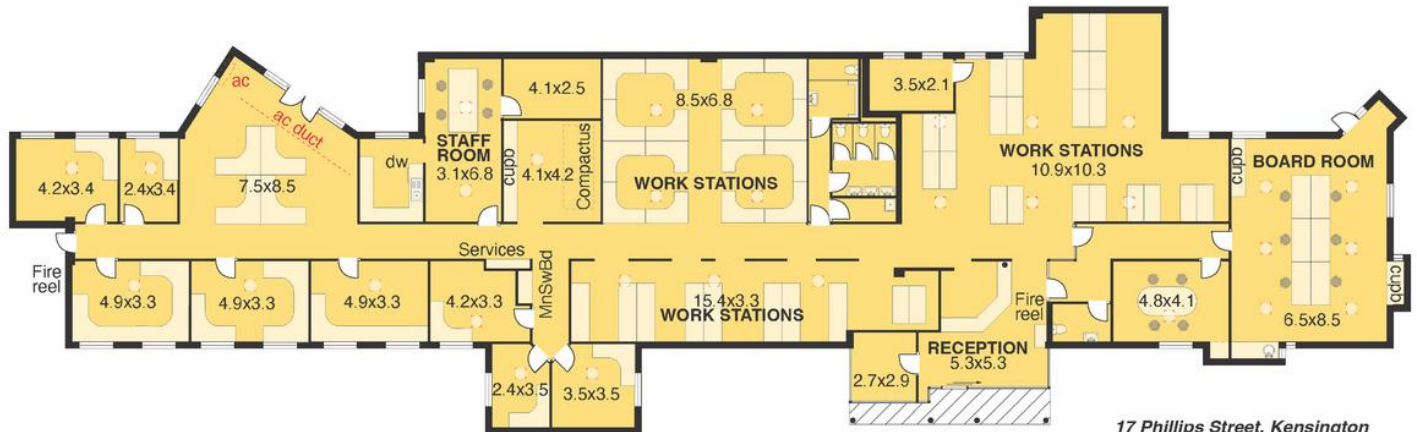 ac
ac duct
4.2x3.4
2.4x3.4
7.5x8.5
dw
STAFF
ROOM
3.1x6.8
4.1x2.5
cupb
4.1x4.2
Compactus
8.5x6.8
WORK STATIONS
3.5x2.1
WORK STATIONS
10.9x10.3
cupb
BOARD ROOM
6.5x8.5
cupb
Services
MnSwBd
Fire
reel
4.9x3.3
4.9x3.3
4.9x3.3
4.2x3.3
15.4x3.3
WORK STATIONS
Fire
reel
4.8x4.1
RECEPTION
5.3x5.3
2.7x2.9
2.4x3.5
3.5x3.5
17 Phillips Street, Kensington